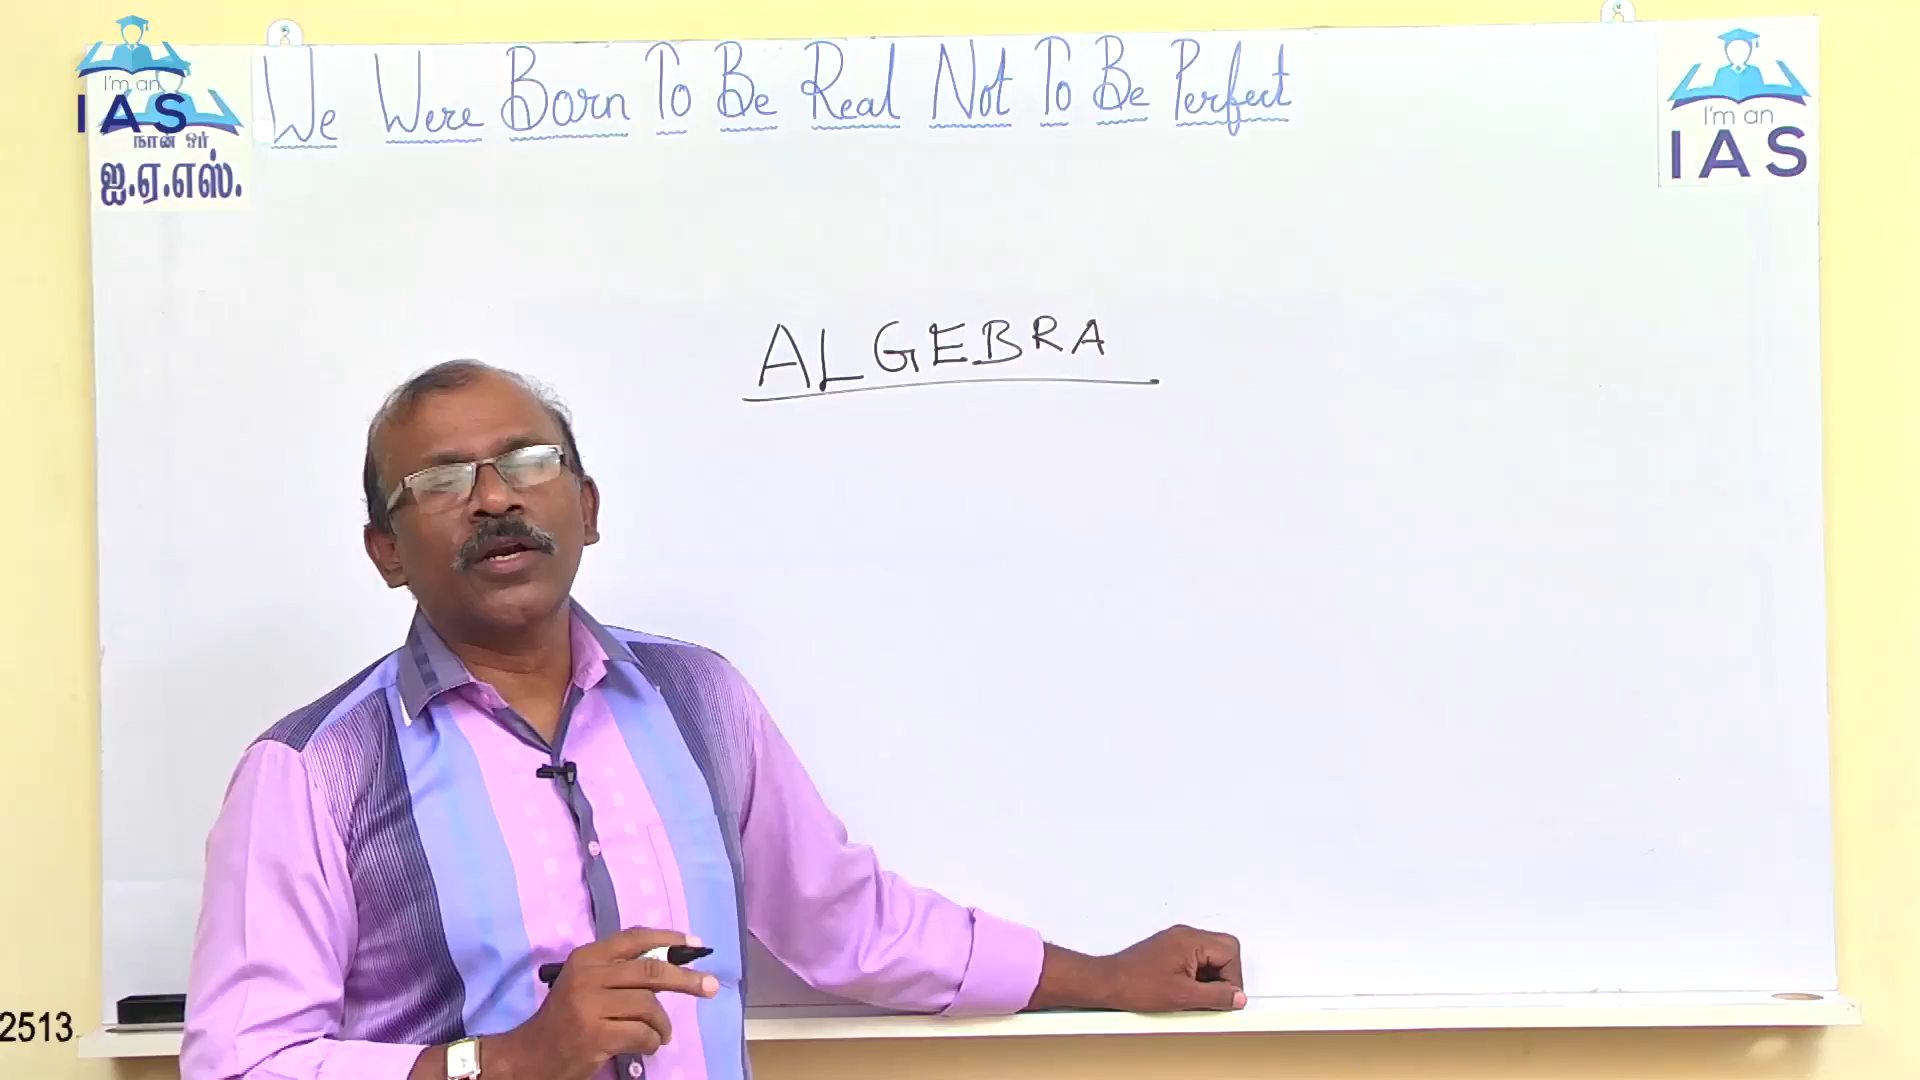 I'm an
IAS
நான் ஓர்
ஐ.ஏ.எஸ்.
We Were Born To Be Real Not To Be Perfect
I'm an
IAS
ALGEBRA
2513